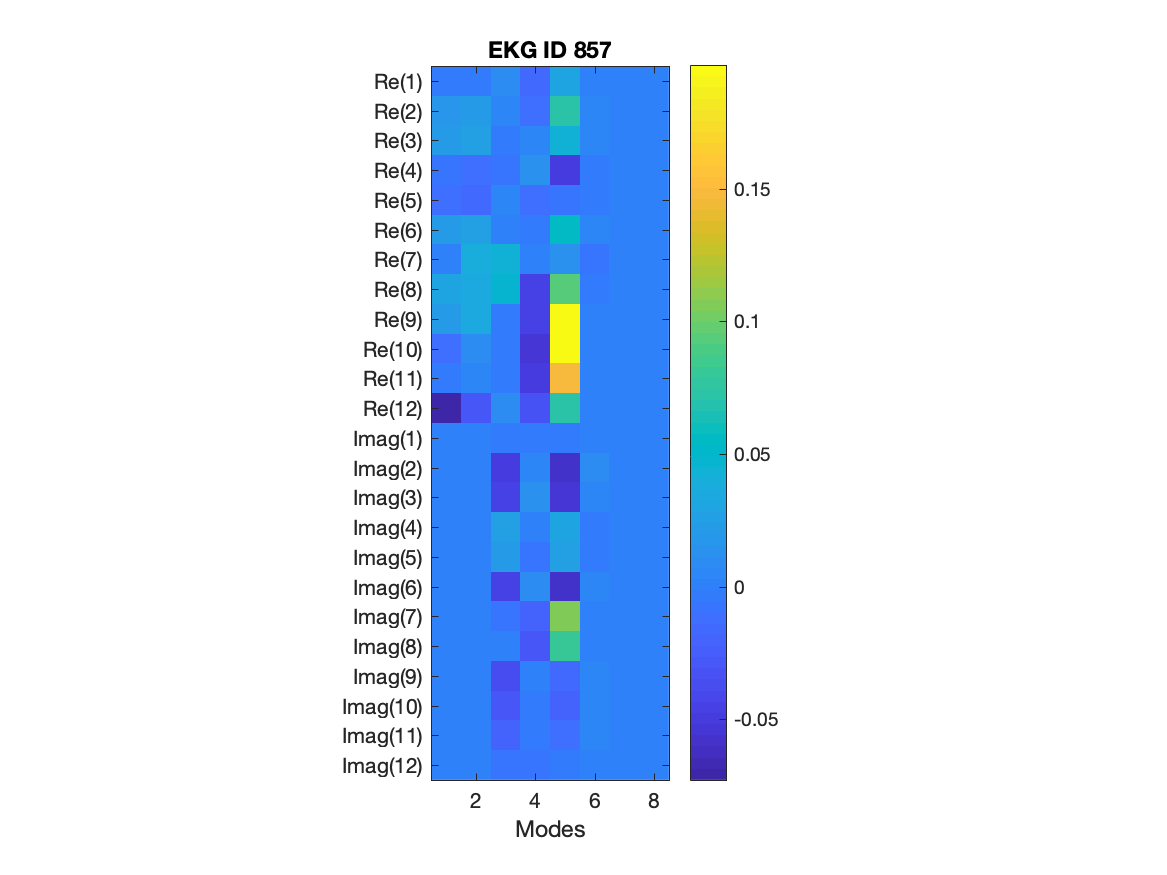 EKG ID 857
Re(1)
Re(2)
Re(3)
Re(4)
Re(5)
Re(6)
Re(7)
Re(8)
Re(9)
Re(10)
Re(11)
Re(12)
Imag(1)
Imag(2)
Imag(3)
Imag(4)
Imag(5)
Imag(6)
Imag(7)
Imag(8)
Imag(9)
Imag(10)
Imag(11)
Imag(12)
2 4 6 8
Modes
0.15
0.1
0.05
0
-0.05